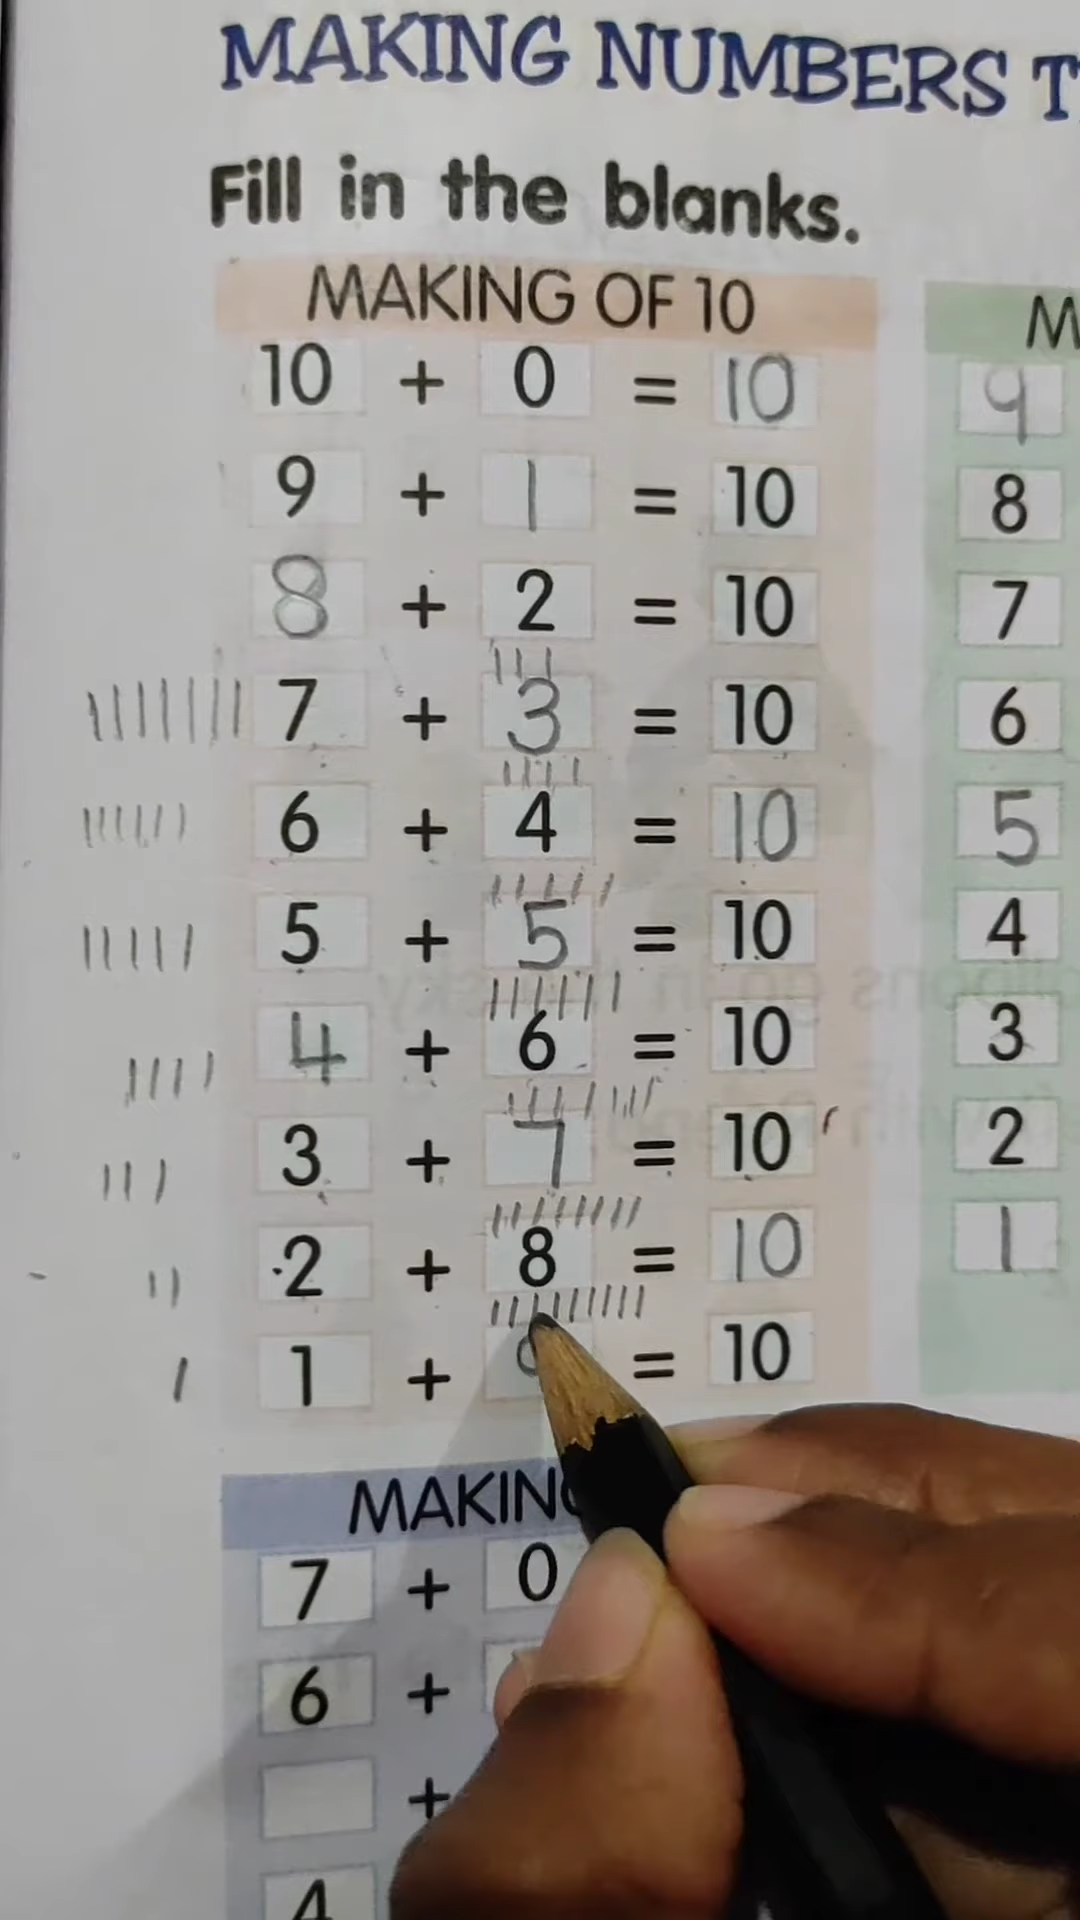 MAKING NUMBERS
Fill in the blanks.
MAKING OF 10
10 + 0 = 10
9 + 1 = 10
8 + 2 = 10
7 + 3 = 10
6 + 4 = 10
5 + 5 = 10
4 + 6 = 10
3 + 7 = 10
2 + 8 = 10
1 + = 10
M
9
8
7
6
5
4
3
2
1
MAKING
7 + 0
6 +
+
4